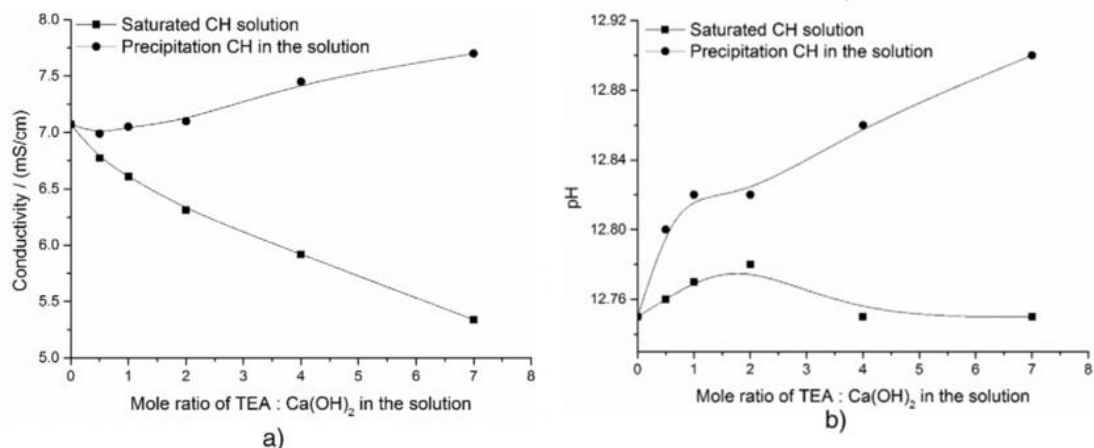 8.0
7.5
7.0
6.5
6.0
5.5
5.0
Conductivity / (mS/cm)
Saturated CH solution
Precipitation CH in the solution
0 1 2 3 4 5 6 7 8
Mole ratio of TEA : Ca(OH)2 in the solution
a)
12.92
12.88
12.84
12.80
12.76
pH
Saturated CH solution
Precipitation CH in the solution
0 1 2 3 4 5 6 7 8
Mole ratio of TEA : Ca(OH)2 in the solution
b)